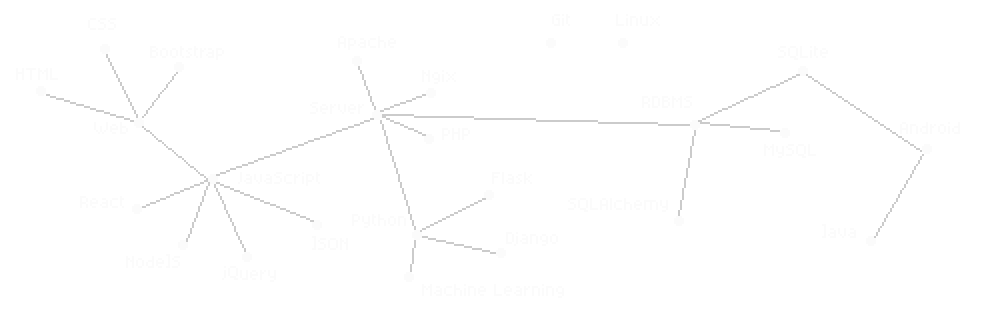 CSS
Bootstrap
HTML
Web
Apache
Ngix
Server
PHP
Git
Linux
RDBMS
SQLite
MySQL
Android
JavaScript
React
NodeJS
jQuery
JSON
Python
Flask
Django
Machine Learning
SQLAlchemy
Java